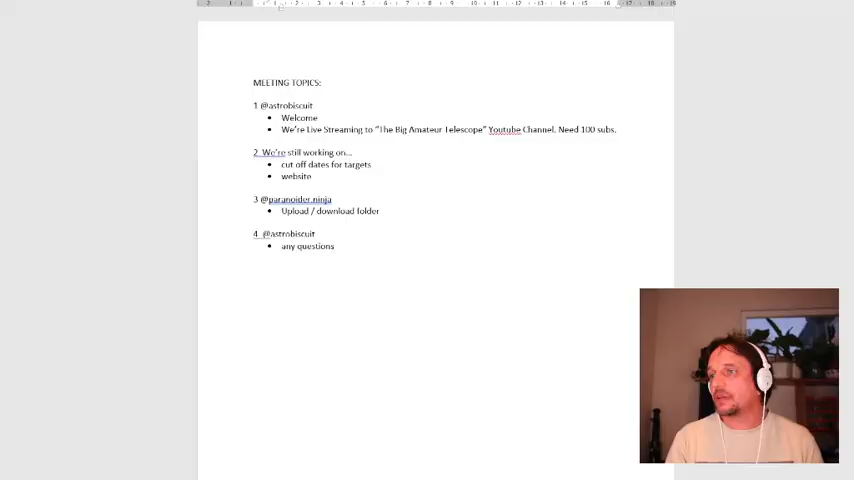 MEETING TOPICS:
1 @astrobiscuit
• Welcome
• We're Live Streaming to "The Big Amateur Telescope" Youtube Channel. Need 100 subs.
2 We're still working on...
• cut off dates for targets
• website
3 @paranoider.ninja
• Upload / download folder
4 @astrobiscuit
• any questions